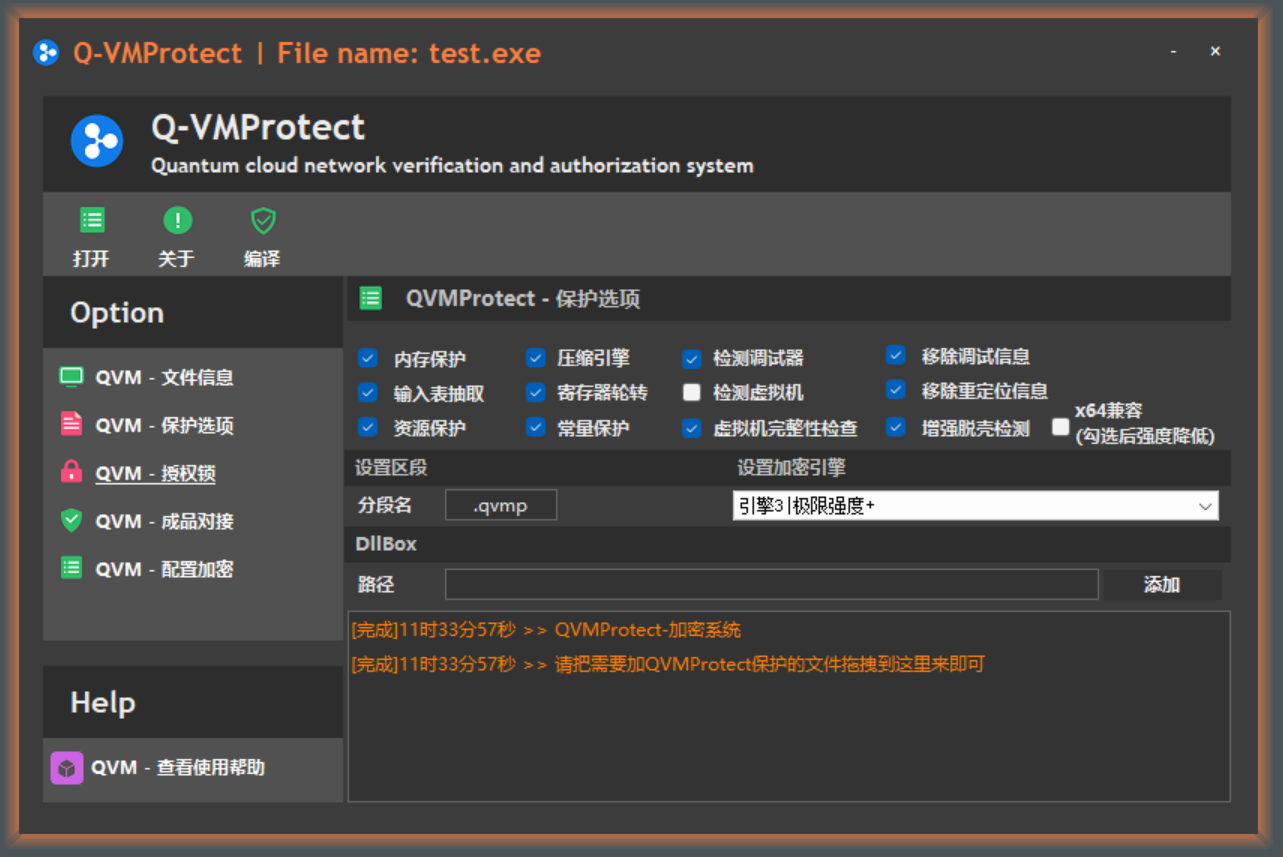 Q-VMProtect | File name: test.exe
Q-VMProtect
Quantum cloud network verification and authorization system
打开 关于 编译
Option
QVM - 文件信息
QVM - 保护选项
QVM - 授权锁
QVM - 成品对接
QVM - 配置加密
Help
QVM - 查看使用帮助
QVMProtect - 保护选项
内存保护 压缩引擎 检测调试器 移除调试信息
输入表抽取 寄存器轮转 检测虚拟机 移除重定位信息
资源保护 常量保护 虚拟机完整性检查 增强脱壳检测
x64兼容
(勾选后强度降低)
设置区段 设置加密引擎
分段名 .qvmp 引擎3|极限强度+
DllBox
路径 添加
[完成]11时33分57秒 >> QVMProtect-加密系统
[完成]11时33分57秒 >> 请把需要加QVMProtect保护的文件拖拽到这里来即可